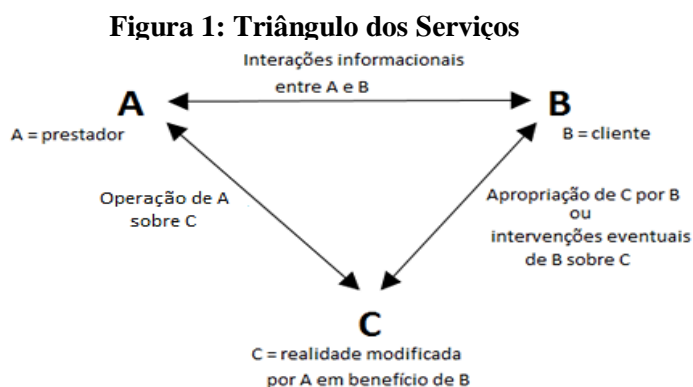 Figura 1: Triângulo dos Serviços
Interações informacionais
entre A e B
A
B
A = prestador
B = cliente
Operação de A
sobre C
Apropriação de C por B
ou
intervenções eventuais
de B sobre C
C
C = realidade modificada
por A em benefício de B